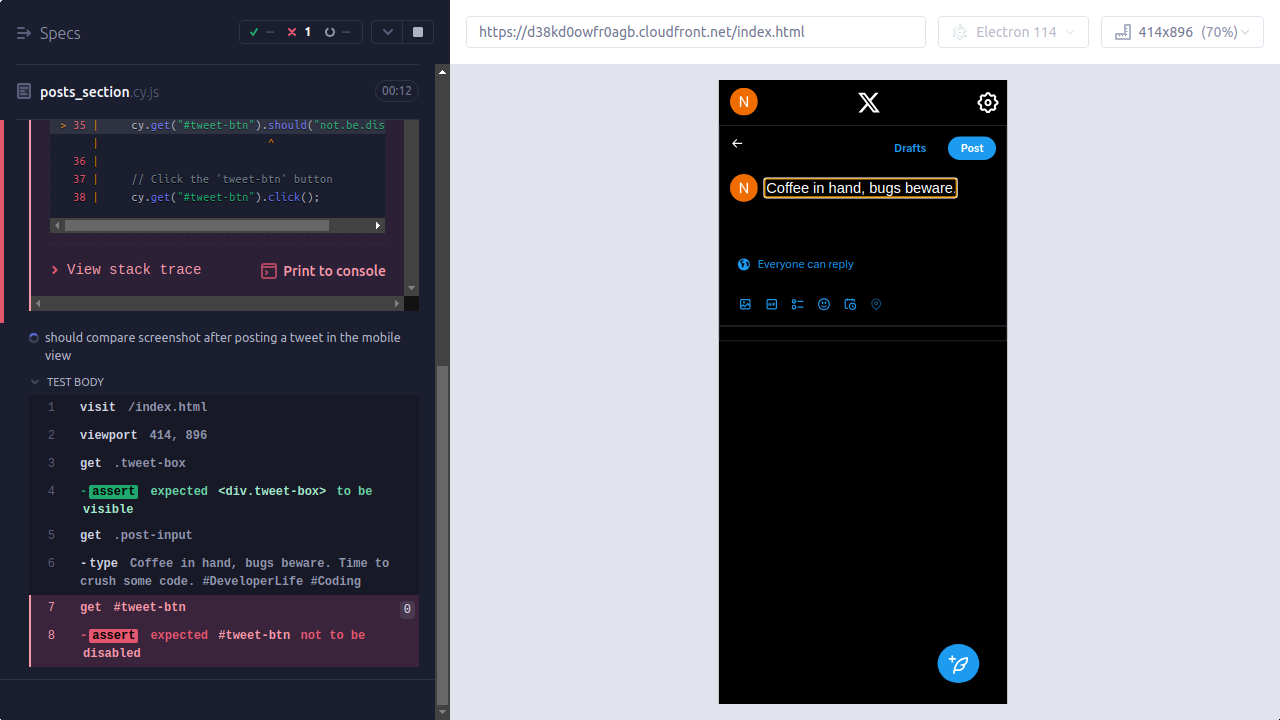 Specs
-- 1 --
posts_section.cy.js 00:12
> 35 | cy.get("#tweet-btn").should("not.be.dis
| ^
36 |
37 | // Click the 'tweet-btn' button
38 | cy.get("#tweet-btn").click();
View stack trace
Print to console
should compare screenshot after posting a tweet in the mobile
view
TEST BODY
1 visit /index.html
2 viewport 414, 896
3 get .tweet-box
4 -assert expected <div.tweet-box> to be
visible
5 get .post-input
6 -type Coffee in hand, bugs beware. Time to
crush some code. #DeveloperLife #Coding
7 get #tweet-btn 0
8 -assert expected #tweet-btn not to be
disabled
https://d38kd0owfr0agb.cloudfront.net/index.html
Electron 114
414x896 (70%)
N
Drafts
Post
N
Coffee in hand, bugs beware.
Everyone can reply